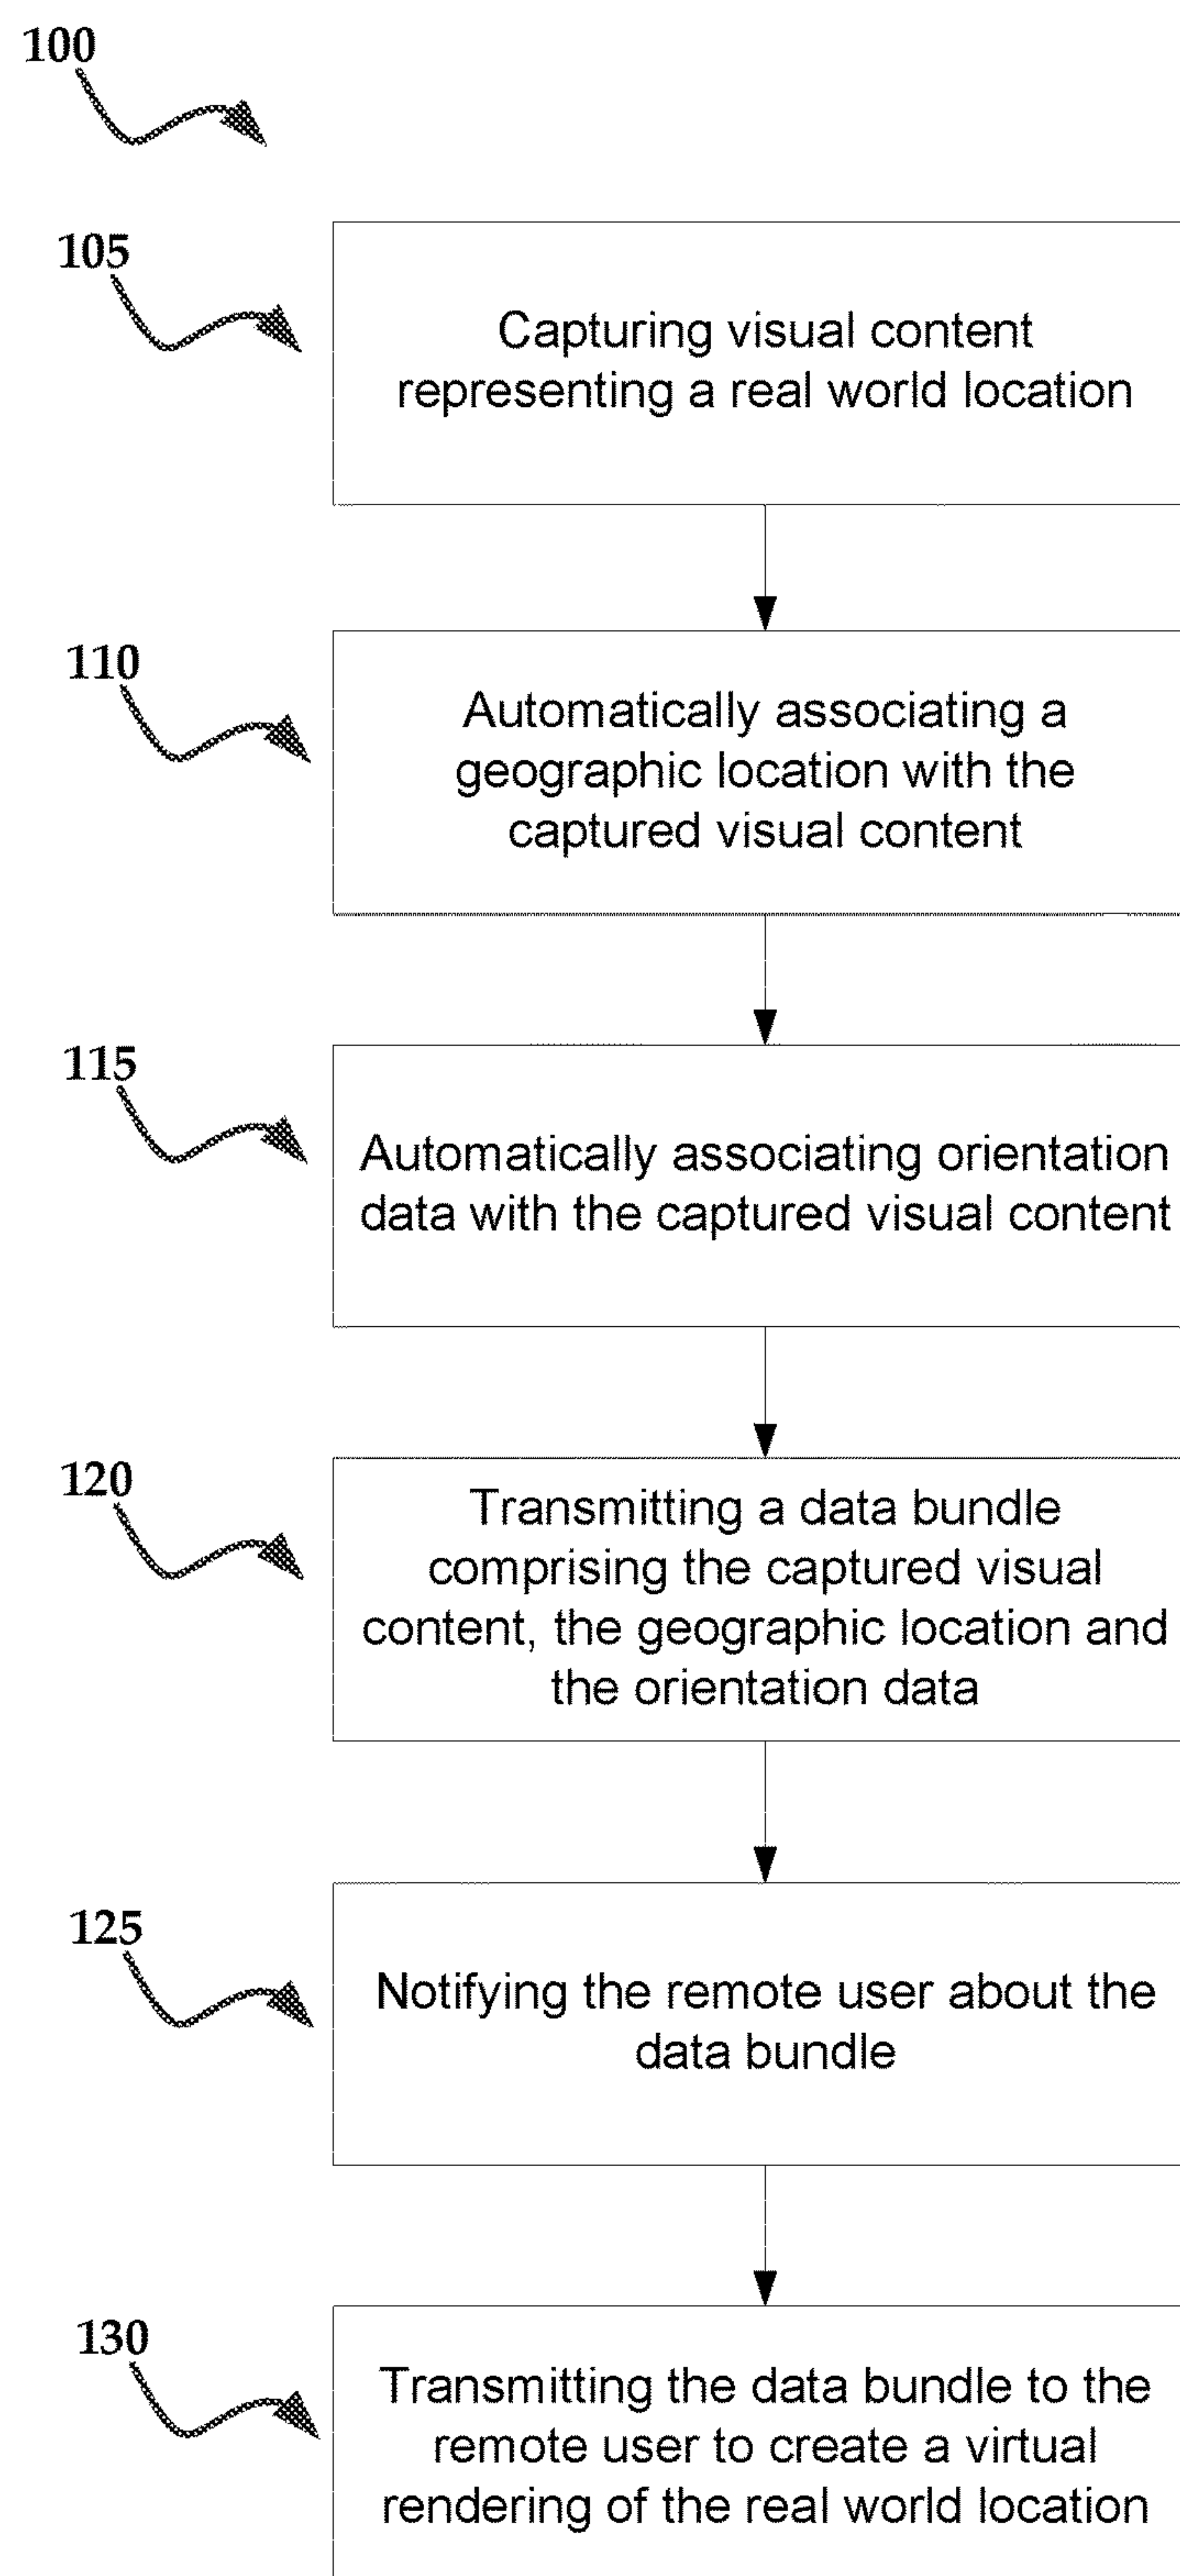 100
105
Capturing visual content
representing a real world location
110
Automatically associating a
geographic location with the
captured visual content
115
Automatically associating orientation
data with the captured visual content
120
Transmitting a data bundle
comprising the captured visual
content, the geographic location and
the orientation data
125
Notifying the remote user about the
data bundle
130
Transmitting the data bundle to the
remote user to create a virtual
rendering of the real world location